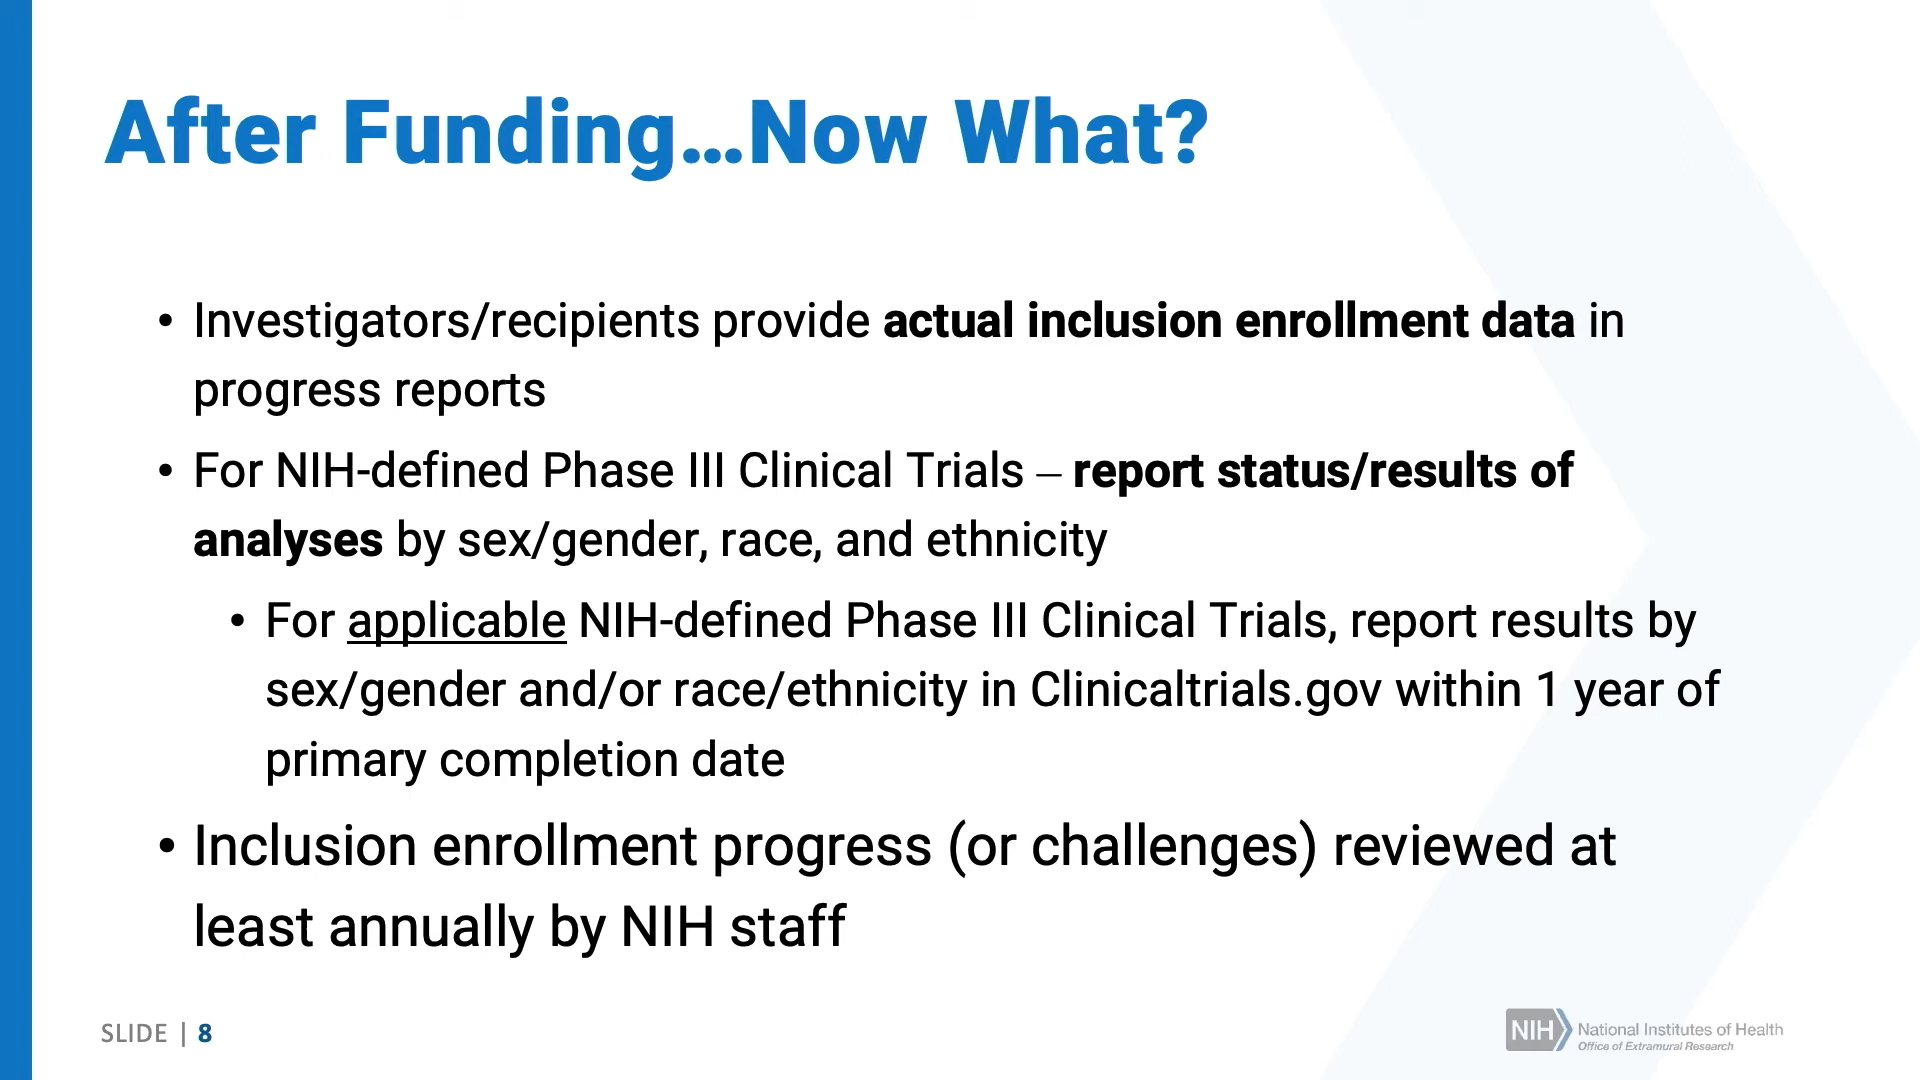 After Funding…Now What?
• Investigators/recipients provide actual inclusion enrollment data in
progress reports
• For NIH-defined Phase III Clinical Trials – report status/results of
analyses by sex/gender, race, and ethnicity
• For applicable NIH-defined Phase III Clinical Trials, report results by
sex/gender and/or race/ethnicity in Clinicaltrials.gov within 1 year of
primary completion date
• Inclusion enrollment progress (or challenges) reviewed at
least annually by NIH staff
SLIDE | 8
NIH National Institutes of Health
Office of Extramural Research